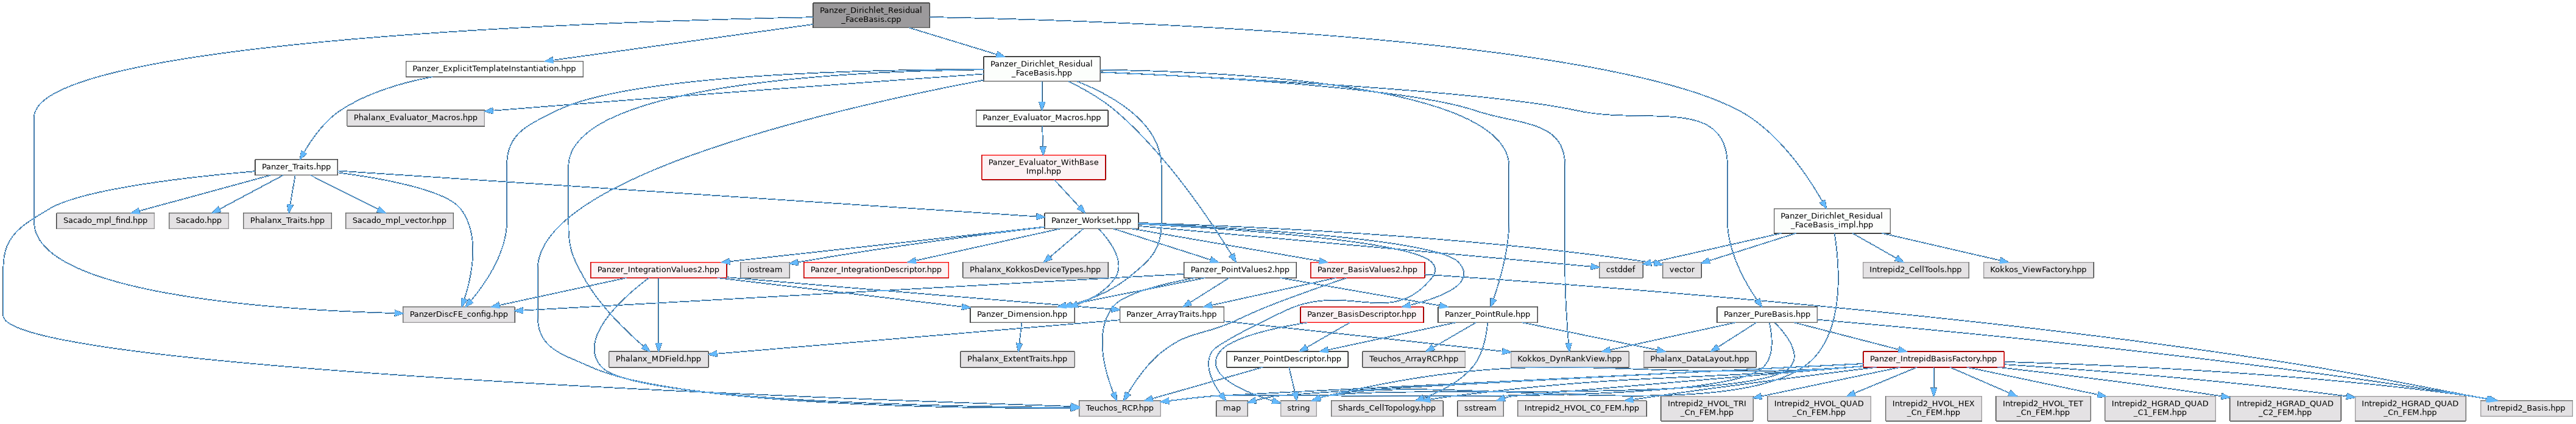 Panzer_Dirichlet_Residual
_FaceBasis.cpp
Panzer_ExplicitTemplateInstantiation.hpp
Panzer_Dirichlet_Residual
_FaceBasis.hpp
Phalanx_Evaluator_Macros.hpp
Panzer_Evaluator_Macros.hpp
Panzer_Traits.hpp
Panzer_Evaluator_WithBase
Impl.hpp
Sacado_mpl_find.hpp
Sacado.hpp
Phalanx_Traits.hpp
Sacado_mpl_vector.hpp
Panzer_Workset.hpp
Panzer_Dirichlet_Residual
_FaceBasis_impl.hpp
Panzer_IntegrationValues2.hpp
iostream
Panzer_IntegrationDescriptor.hpp
Phalanx_KokkosDeviceTypes.hpp
Panzer_PointValues2.hpp
Panzer_BasisValues2.hpp
cstddef
vector
Intrepid2_CellTools.hpp
Kokkos_ViewFactory.hpp
PanzerDiscFE_config.hpp
Panzer_Dimension.hpp
Panzer_ArrayTraits.hpp
Panzer_BasisDescriptor.hpp
Panzer_PointRule.hpp
Panzer_PureBasis.hpp
Phalanx_MDField.hpp
Phalanx_ExtentTraits.hpp
Panzer_PointDescriptor.hpp
Teuchos_ArrayRCP.hpp
Kokkos_DynRankView.hpp
Phalanx_DataLayout.hpp
Panzer_IntrepidBasisFactory.hpp
Teuchos_RCP.hpp
map
string
Shards_CellTopology.hpp
sstream
Intrepid2_HVOL_C0_FEM.hpp
Intrepid2_HVOL_TRI
_Cn_FEM.hpp
Intrepid2_HVOL_QUAD
_Cn_FEM.hpp
Intrepid2_HVOL_HEX
_Cn_FEM.hpp
Intrepid2_HVOL_TET
_Cn_FEM.hpp
Intrepid2_HGRAD_QUAD
_C1_FEM.hpp
Intrepid2_HGRAD_QUAD
_C2_FEM.hpp
Intrepid2_HGRAD_QUAD
_Cn_FEM.hpp
Intrepid2_Basis.hpp